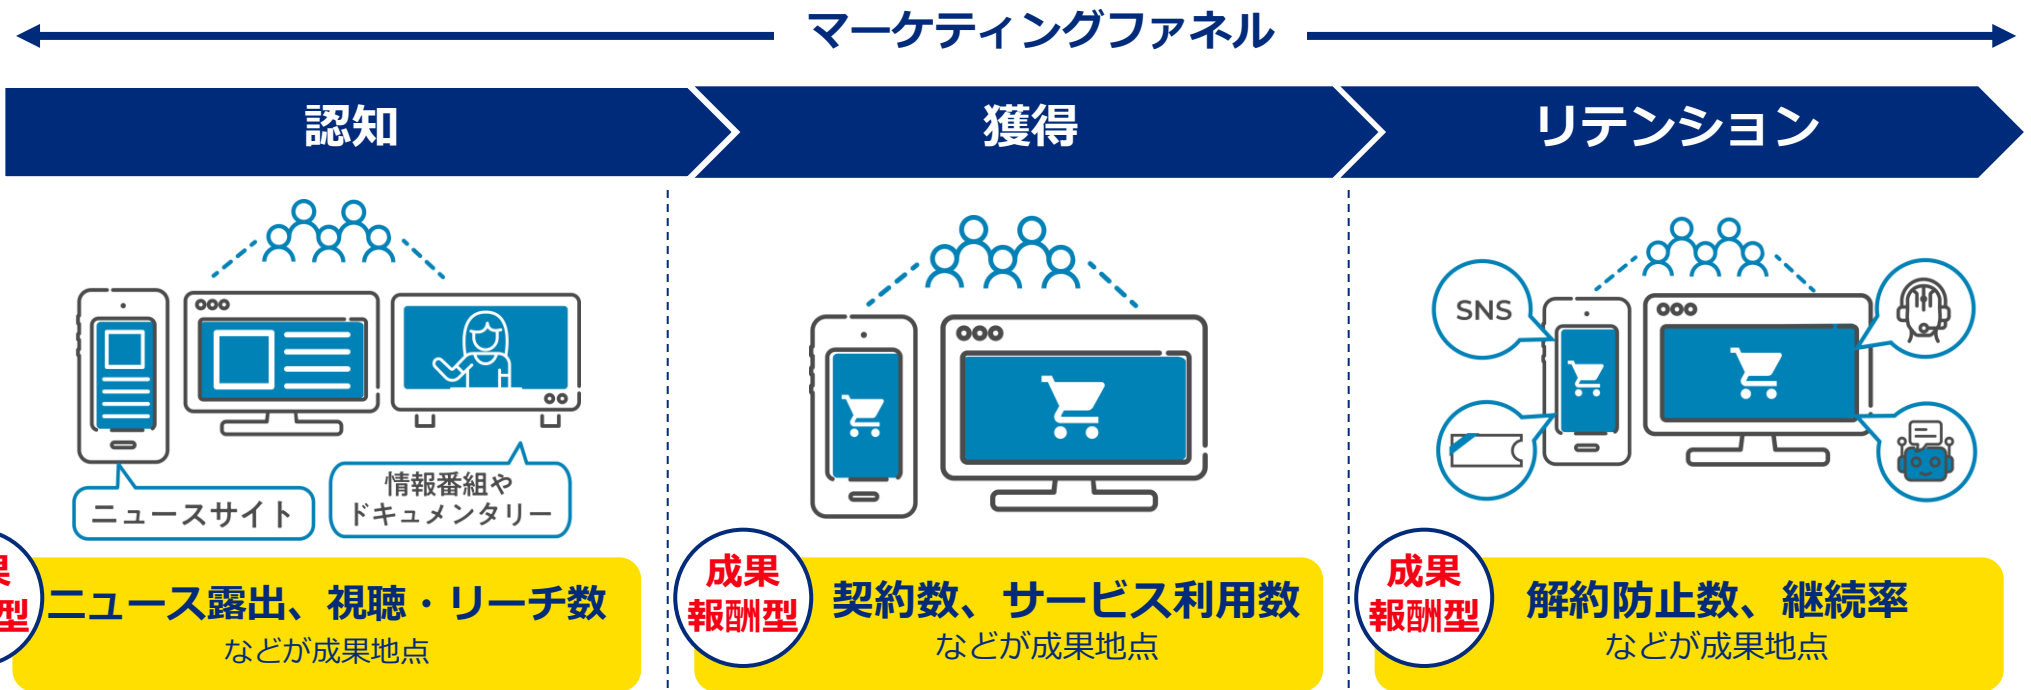 マーケティングファネル
認知
獲得
リテンション
ニュースサイト
情報番組や
ドキュメンタリー
SNS
果
型
ニュース露出、視聴・リーチ数
などが成果地点
成果
報酬型
契約数、サービス利用数
などが成果地点
成果
報酬型
解約防止数、継続率
などが成果地点